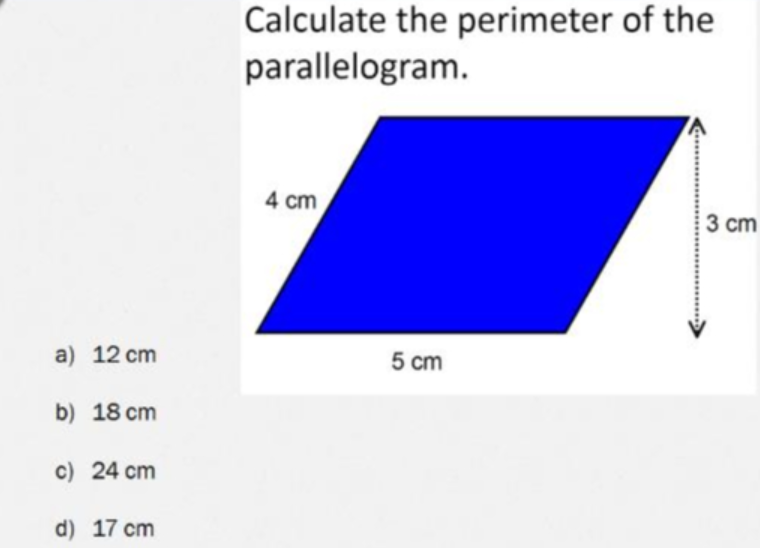 Calculate the perimeter of the
parallelogram.
4 cm
3 cm
5 cm
a) 12 cm
b) 18 cm
c) 24 cm
d) 17 cm